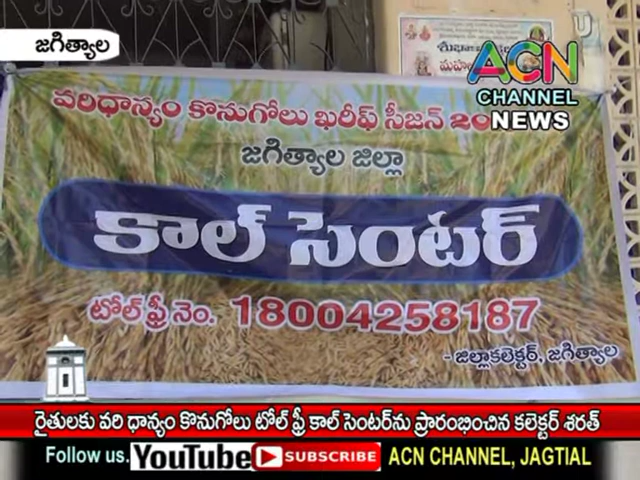 జగిత్యాల
శుభాకాంక్షలు
ACN
CHANNEL
NEWS
వరిధాన్యం కొనుగోలు ఖరీఫ్ సీజన్ 20
జగిత్యాల జిల్లా
కాల్ సెంటర్
టోల్ ఫ్రీ నెం. 18004258187
- జిల్లాకలెక్టర్, జగిత్యాల
రైతులకు వరి ధాన్యం కొనుగోలు టోల్ ఫ్రీ కాల్ సెంటర్‌ను ప్రారంభించిన కలెక్టర్ శరత్
Follow us. YouTube SUBSCRIBE ACN CHANNEL, JAGTIAL